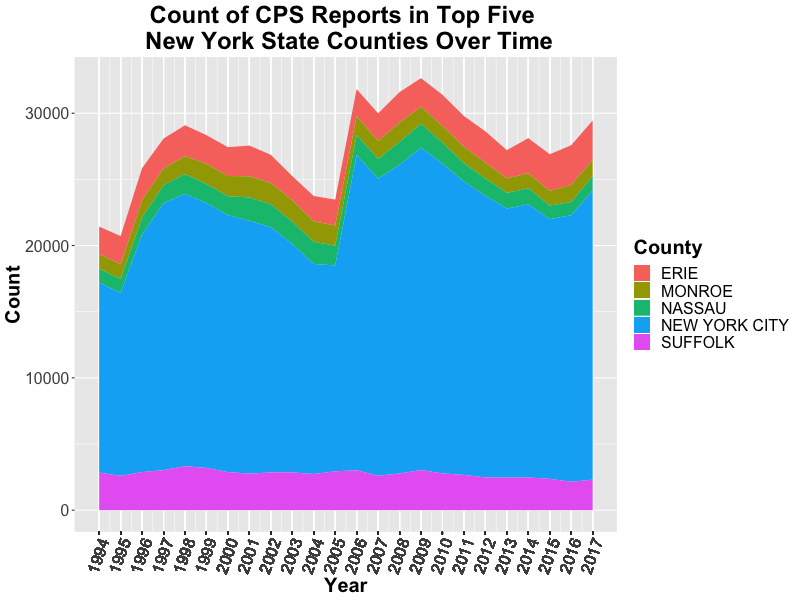 Count of CPS Reports in Top Five
New York State Counties Over Time
Count
30000
20000
10000
0
1994
1995
1996
1997
1998
1999
2000
2001
2002
2003
2004
2005
2006
2007
2008
2009
2010
2011
2012
2013
2014
2015
2016
2017
Year
County
ERIE
MONROE
NASSAU
NEW YORK CITY
SUFFOLK